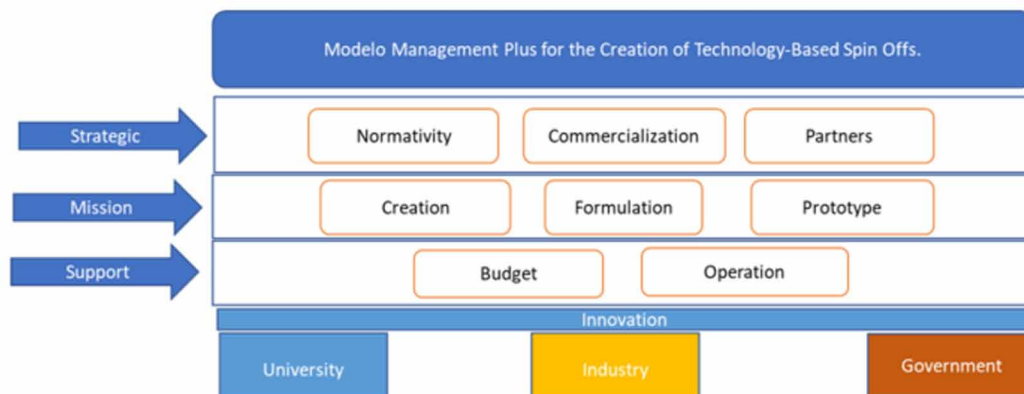 Modelo Management Plus for the Creation of Technology-Based Spin Offs.
Strategic
Normativity
Commercialization
Partners
Mission
Creation
Formulation
Prototype
Support
Budget
Operation
Innovation
University
Industry
Government